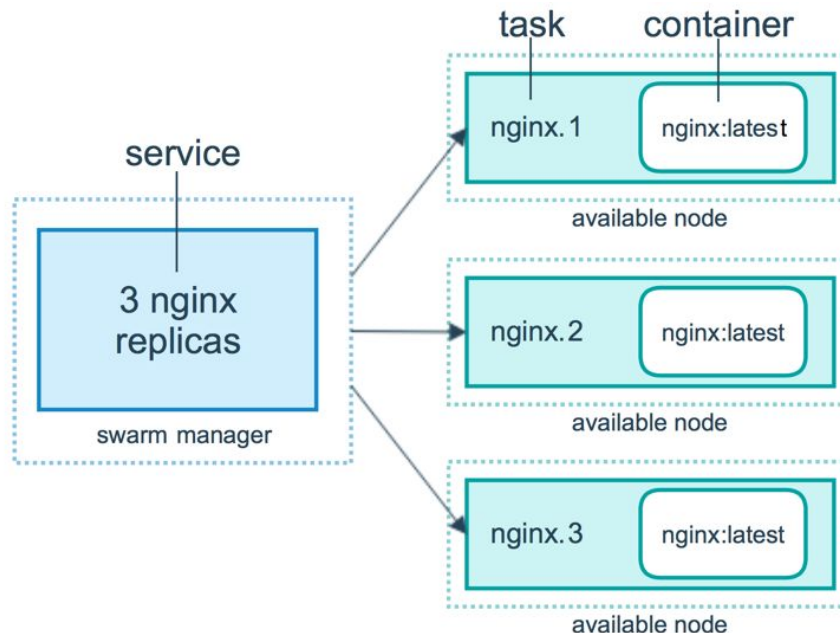 task
container
nginx.1
nginx:latest
available node
service
3 nginx
replicas
swarm manager
nginx.2
nginx:latest
available node
nginx.3
nginx:latest
available node